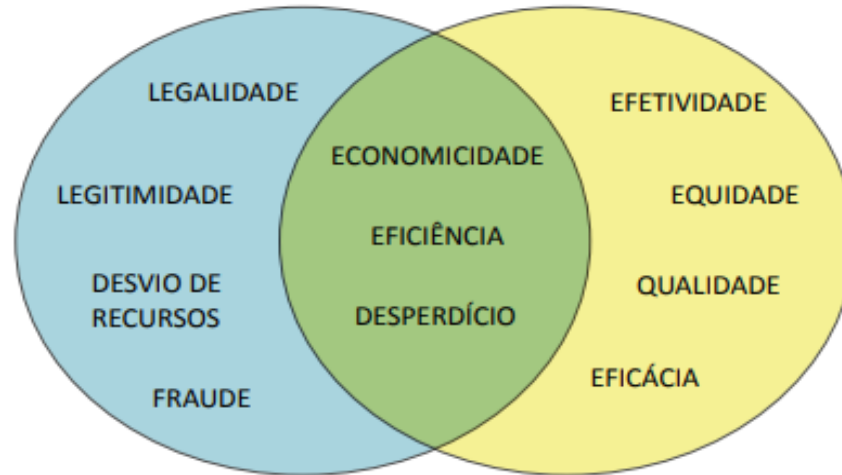 LEGALIDADE
LEGITIMIDADE
DESVIO DE
RECURSOS
FRAUDE
ECONOMICIDADE
EFICIÊNCIA
DESPERDÍCIO
EFETIVIDADE
EQUIDADE
QUALIDADE
EFICÁCIA